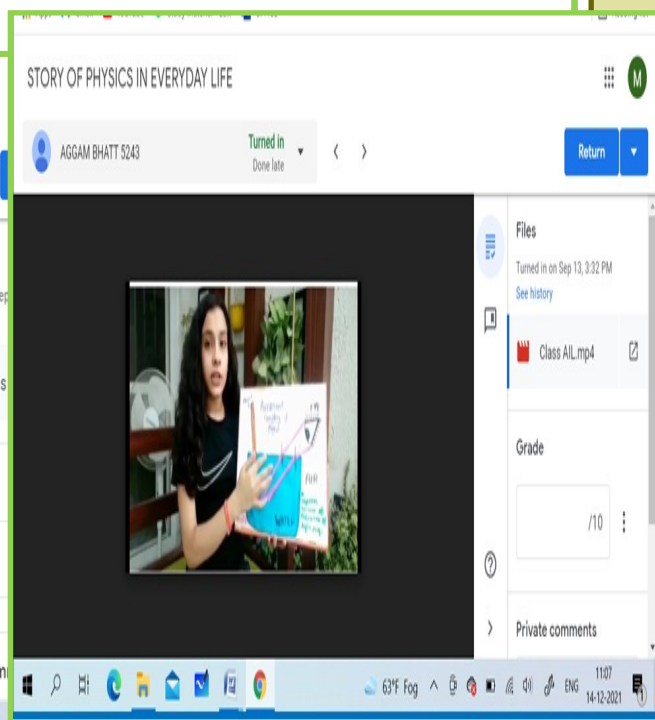 STORY OF PHYSICS IN EVERYDAY LIFE
M
AGGAM BHATT 5243
Turned in
Done late
Return
Files
Turned in on Sep 13, 3:32 PM
See history
Class AIL.mp4
Grade
/10
Private comments
AIR
WATER
63°F Fog
ENG
11:07
14-12-2021